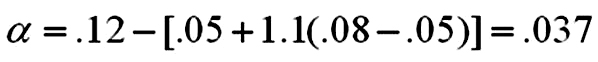 α = .12 − [.05 + 1.1(.08 − .05)] = .037